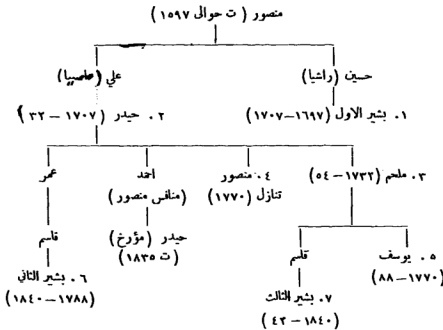 منصور ( ت حوالى ١٥٩٧ )
حسين ( راشيا ) علي ( حاصبيا )
١ . بشير الاول ( ١٦٩٧-١٧٠٧ ) ٢ . حيدر ( ١٧٠٧ – ٣٢ )
٣ . ملحم ( ١٧٣٢-٥٤ ) ٤ . منصور احمد عمر
تنازل ( ١٧٧٠ ) ( منافس منصور )
٥ . يوسف قاسم حيدر ( مؤرخ ) قاسم
( ١٧٧٠-٨٨ ) ٧ . بشير الثالث ( ت ١٨٣٥ ) ٦ . بشير الثاني
( ١٨٤٠-٤٢ ) ( ١٧٨٨-١٨٤٠ )